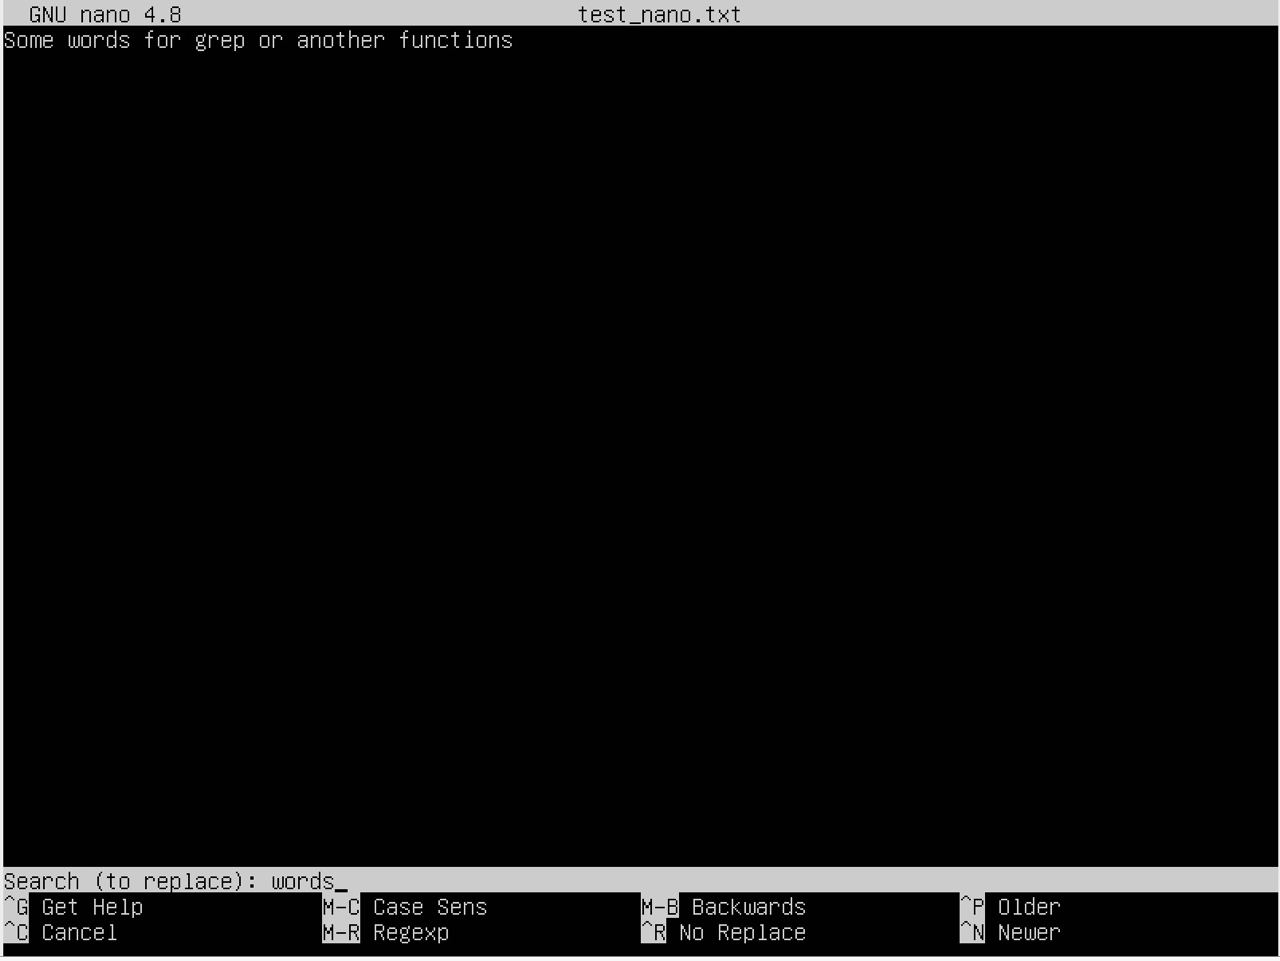 GNU nano 4.8 test_nano.txt
Some words for grep or another functions
Search (to replace): words_
^G Get Help M-C Case Sens M-B Backwards ^P Older
^C Cancel M-R Regexp ^R No Replace ^N Newer